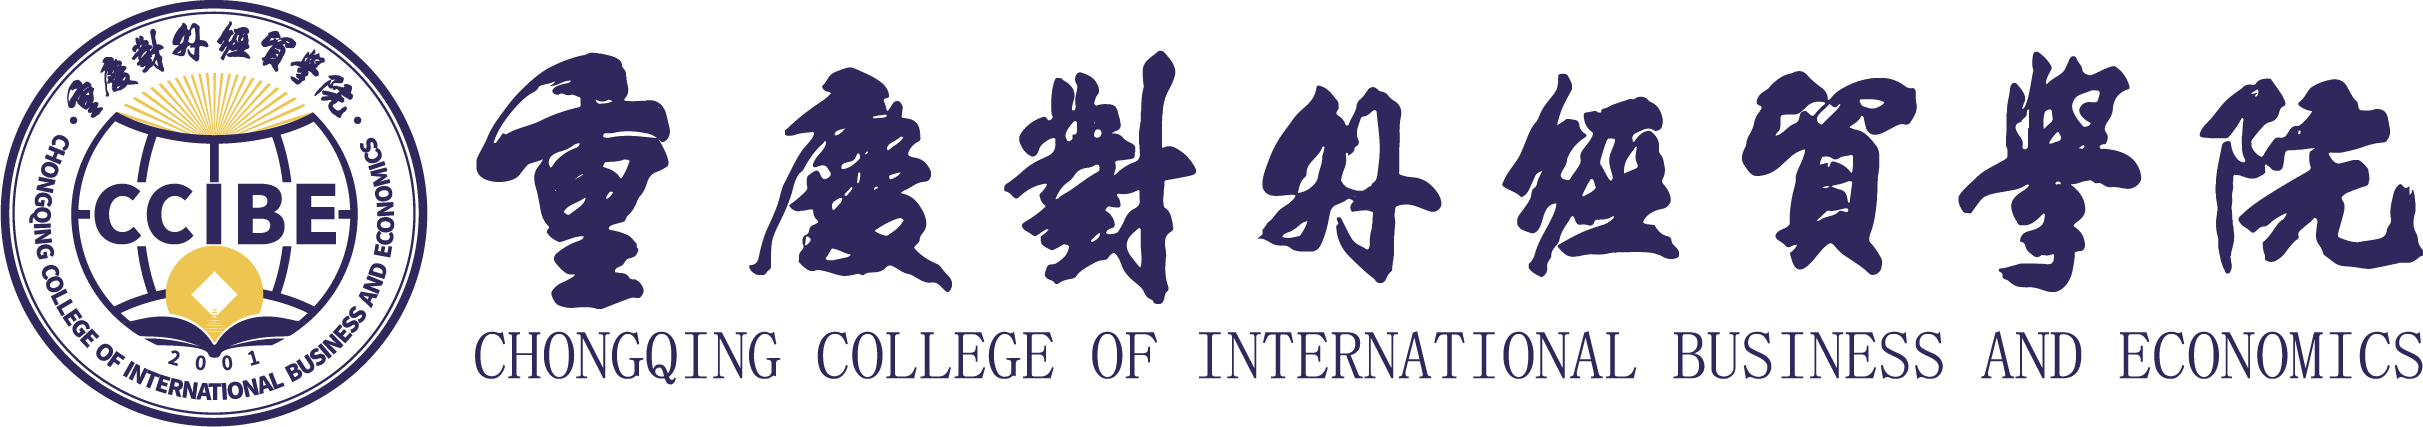 重慶對外經貿學院
CHONGQING COLLEGE OF INTERNATIONAL BUSINESS AND ECONOMICS
CCIBE
2001
重慶對外經貿學院
CHONGQING COLLEGE OF INTERNATIONAL BUSINESS AND ECONOMICS